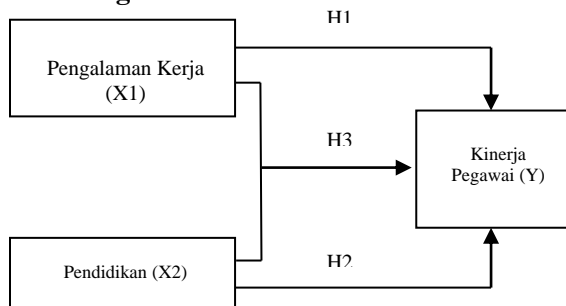 H1
Pengalaman Kerja
(X1)
H3
Kinerja
Pegawai (Y)
Pendidikan (X2)
H2